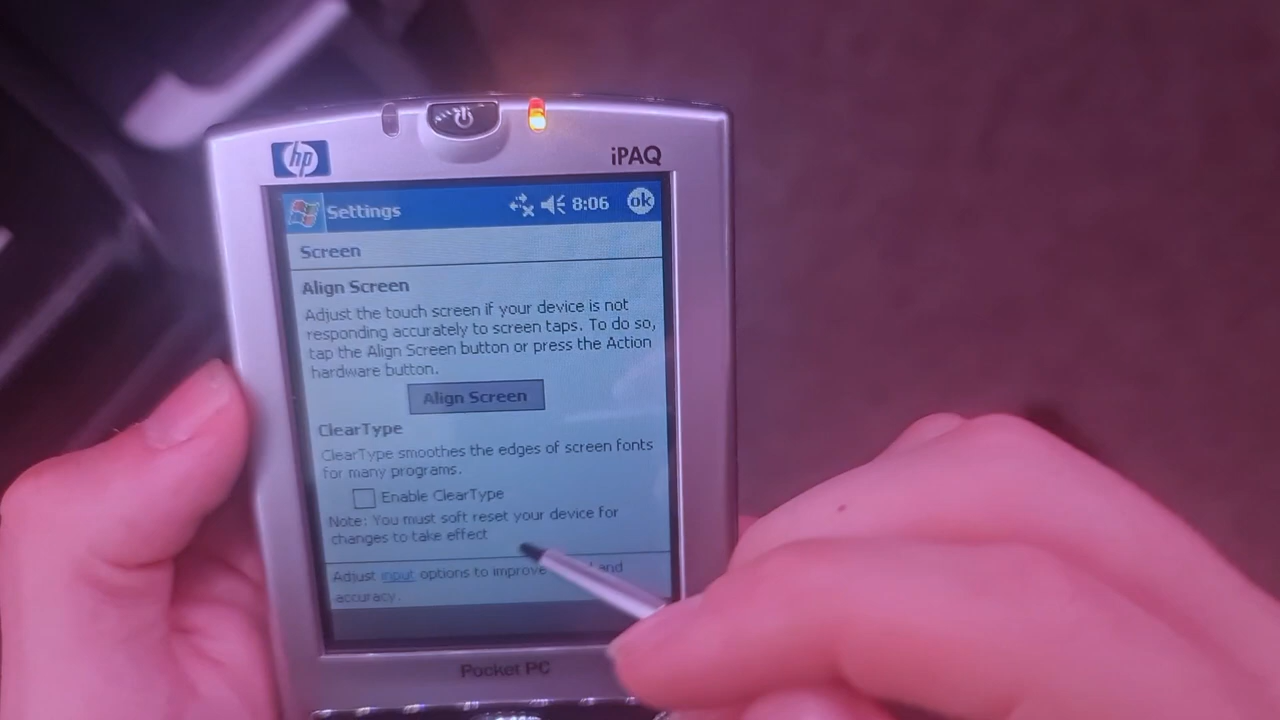 hp
iPAQ
Settings 8:06 ok
Screen
Align Screen
Adjust the touch screen if your device is not
responding accurately to screen taps. To do so,
tap the Align Screen button or press the Action
hardware button.
Align Screen
ClearType
ClearType smoothes the edges of screen fonts
for many programs.
Enable ClearType
Note: You must soft reset your device for
changes to take effect
Adjust input options to improve and
accuracy.
Pocket PC